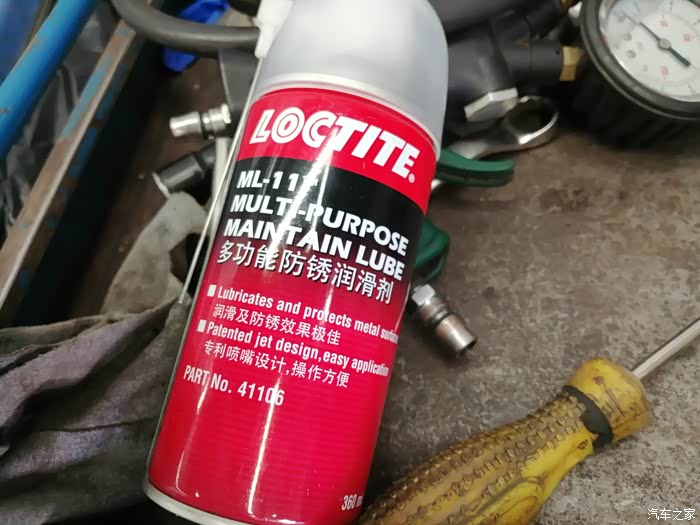 LOCTITE®
ML-11
MULTI-PURPOSE
MAINTAIN LUBE
多功能防锈润滑剂
■ Lubricates and protects metal
润滑及防锈效果极佳
■ Patented jet design, easy application
专利喷嘴设计,操作方便
PART No. 41106
360
汽车之家